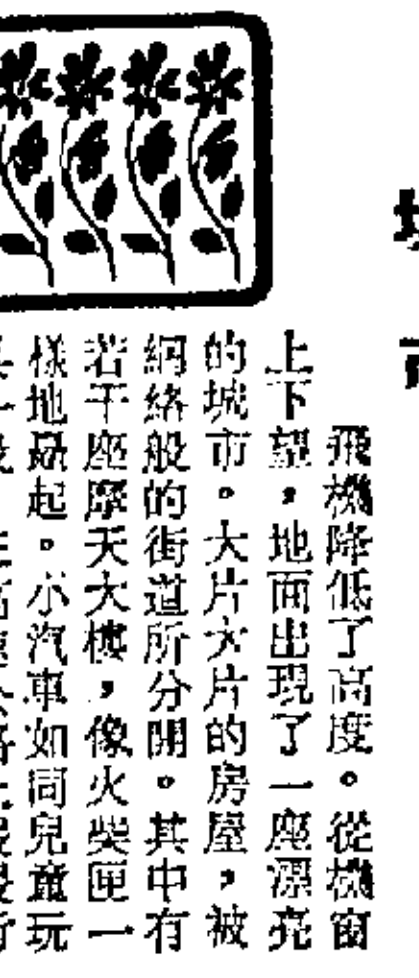 飛機降低了高度。從機窗
上下望，地面出現了一座漂亮
的城市。大片大片的房屋，被
網絡般的街道所分開。其中有
若干座摩天大樓，像火柴匣一
樣地矗起。小汽車如同兒童玩